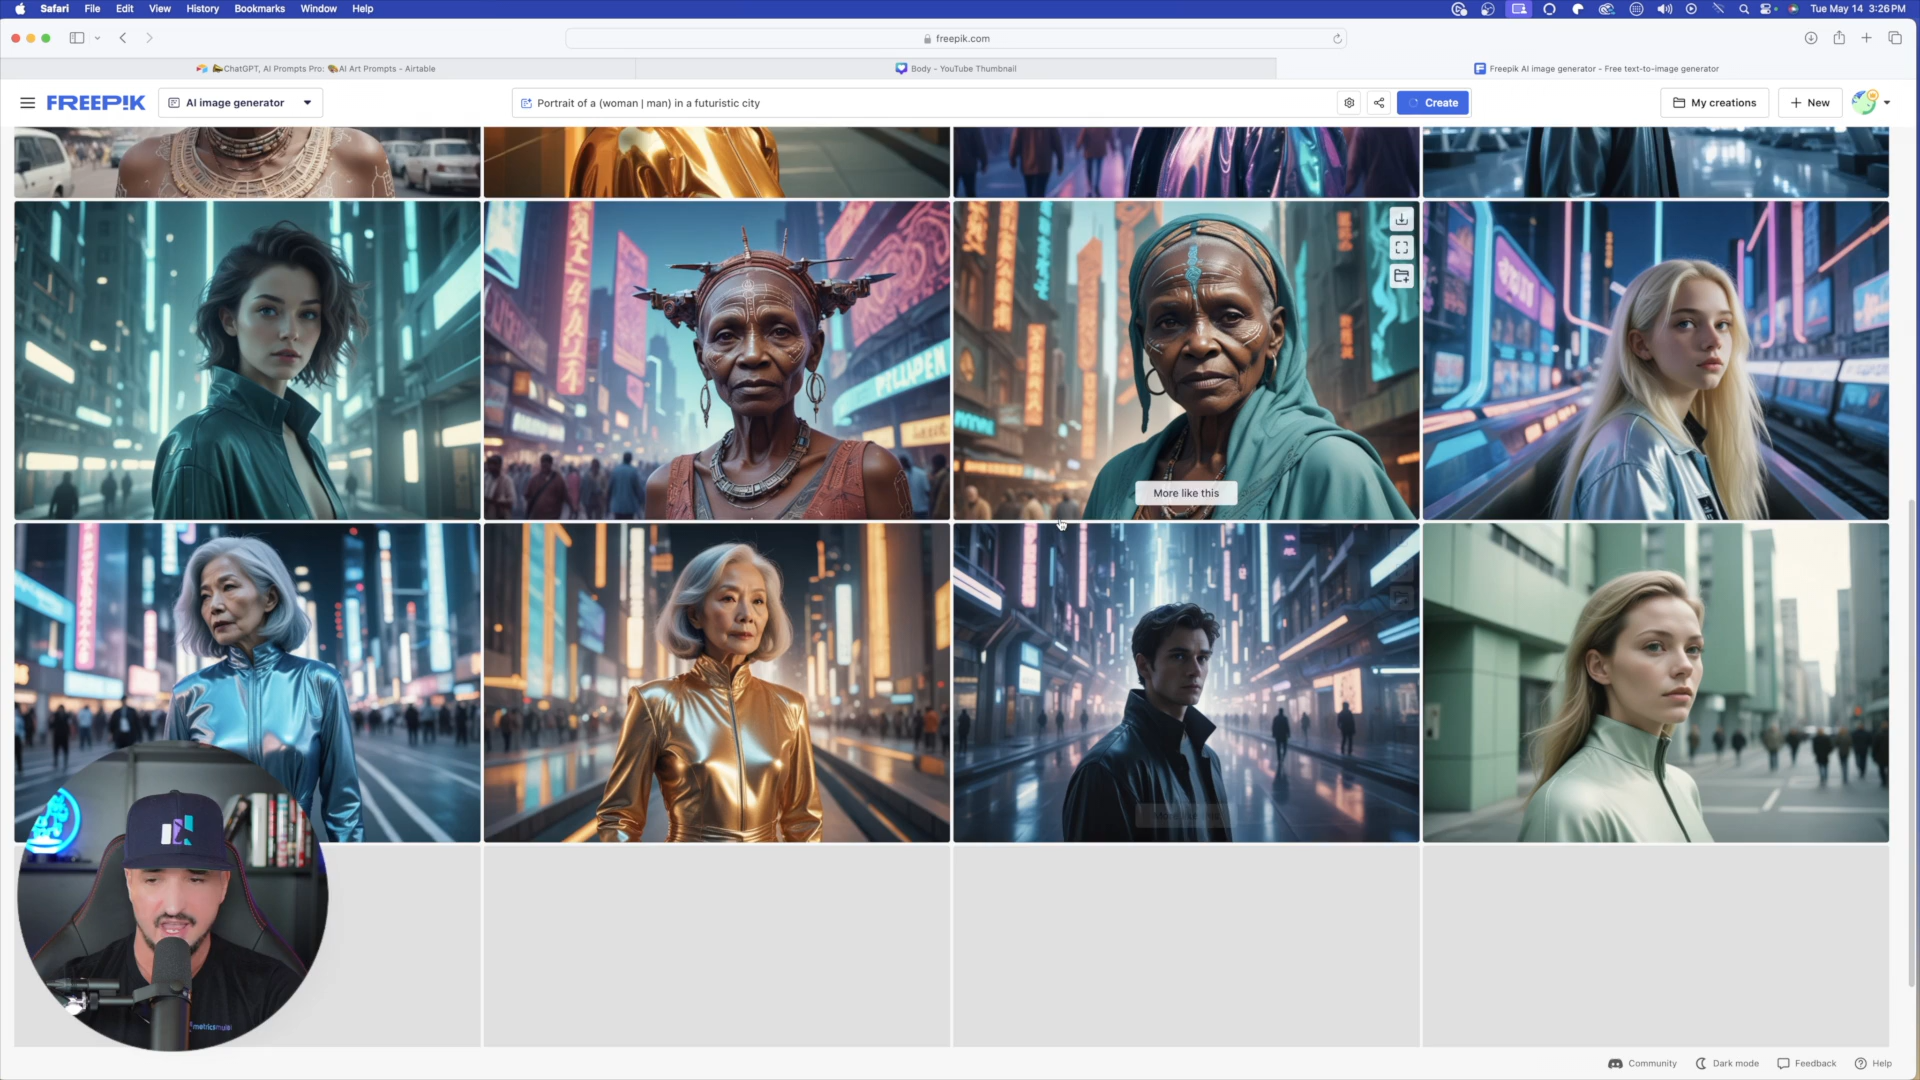 Safari File Edit View History Bookmarks Window Help
Tue May 14 3:26 PM
freepik.com
ChatGPT, AI Prompts Pro: AI Art Prompts - Airtable
Body - YouTube Thumbnail
Freepik AI image generator - Free text-to-image generator
FREEPIK
AI image generator
Portrait of a (woman | man) in a futuristic city
Create
My creations
New
More like this
metricsmule
Community
Dark mode
Feedback
Help